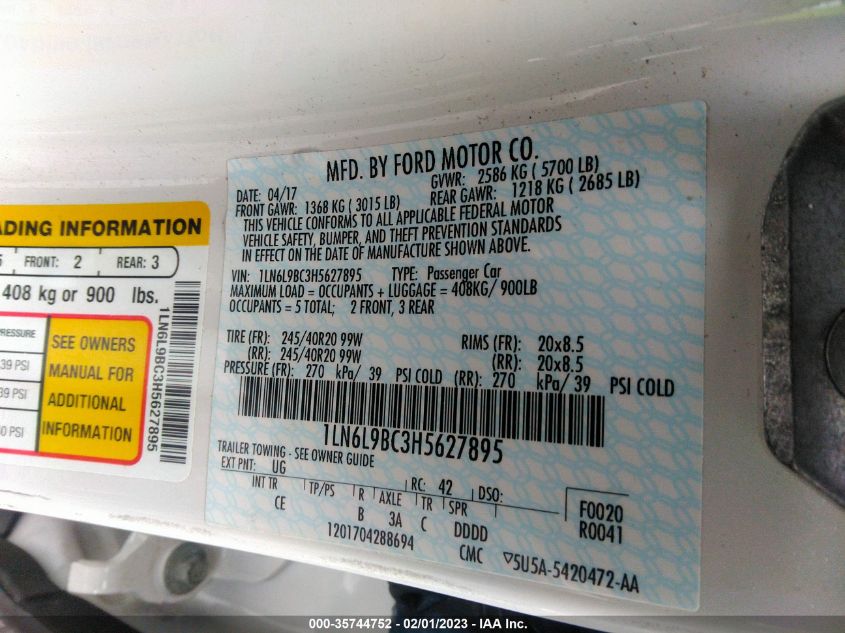 MFD. BY FORD MOTOR CO.
DATE: 04/17 GVWR: 2586 KG ( 5700 LB)
FRONT GAWR: 1368 KG ( 3015 LB) REAR GAWR: 1218 KG ( 2685 LB)
THIS VEHICLE CONFORMS TO ALL APPLICABLE FEDERAL MOTOR
VEHICLE SAFETY, BUMPER, AND THEFT PREVENTION STANDARDS
IN EFFECT ON THE DATE OF MANUFACTURE SHOWN ABOVE.
VIN: 1LN6L9BC3H5627895 TYPE: Passenger Car
MAXIMUM LOAD = OCCUPANTS + LUGGAGE = 408KG/ 900LB
OCCUPANTS = 5 TOTAL; 2 FRONT, 3 REAR
TIRE (FR): 245/40R20 99W RIMS (FR): 20x8.5
(RR): 245/40R20 99W (RR): 20x8.5
PRESSURE (FR): 270 kPa/ 39 PSI COLD (RR): 270 kPa/ 39 PSI COLD
1LN6L9BC3H5627895
TRAILER TOWING - SEE OWNER GUIDE
EXT PNT: UG RC: 42 DSO:
INT TR TP/PS R AXLE TR SPR F0020
CE B 3A C DDDD R0041
1201704288694 CMC ▽5U5A-5420472-AA
ADING INFORMATION
5 FRONT: 2 REAR: 3
408 kg or 900 lbs.
PRESSURE SEE OWNERS
39 PSI MANUAL FOR
39 PSI ADDITIONAL
0 PSI INFORMATION
1LN6L9BC3H5627895
000-35744752 - 02/01/2023 - IAA Inc.